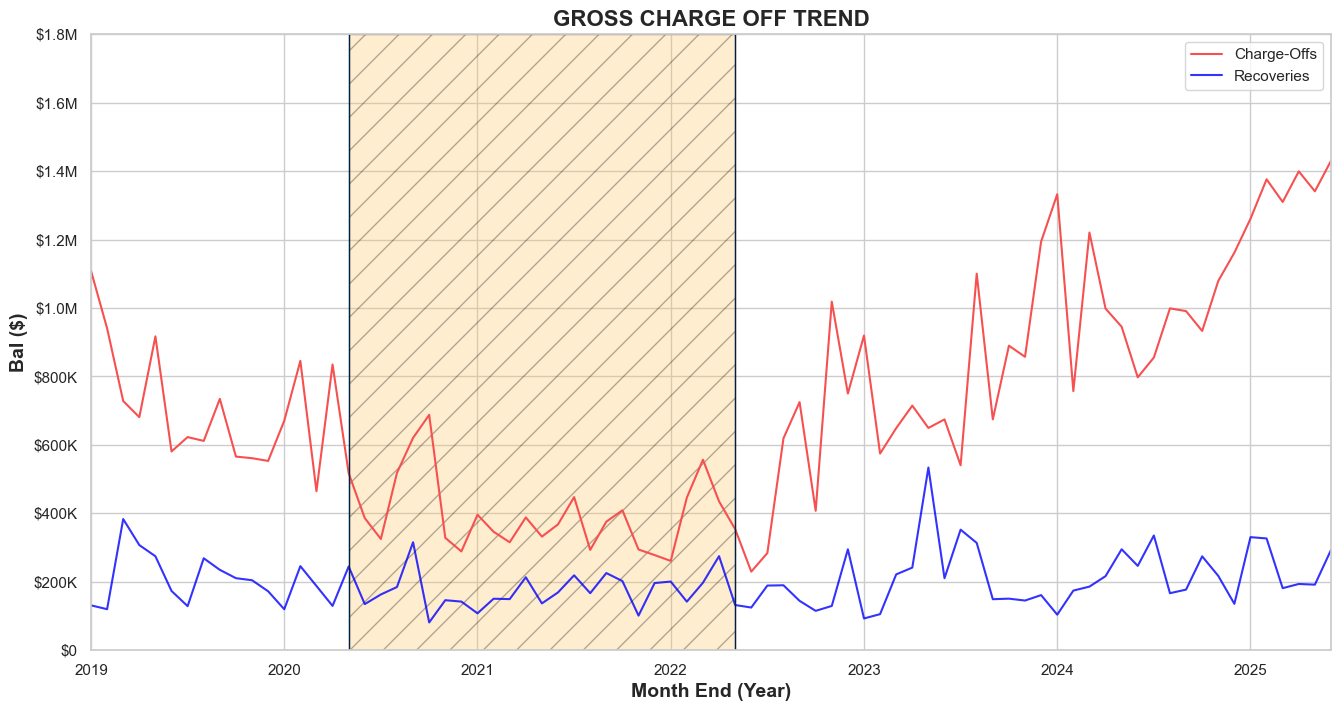 GROSS CHARGE OFF TREND
$1.8M
$1.6M
$1.4M
$1.2M
$1.0M
$800K
$600K
$400K
$200K
$0
Bal ($)
Charge-Offs
Recoveries
2019 2020 2021 2022 2023 2024 2025
Month End (Year)